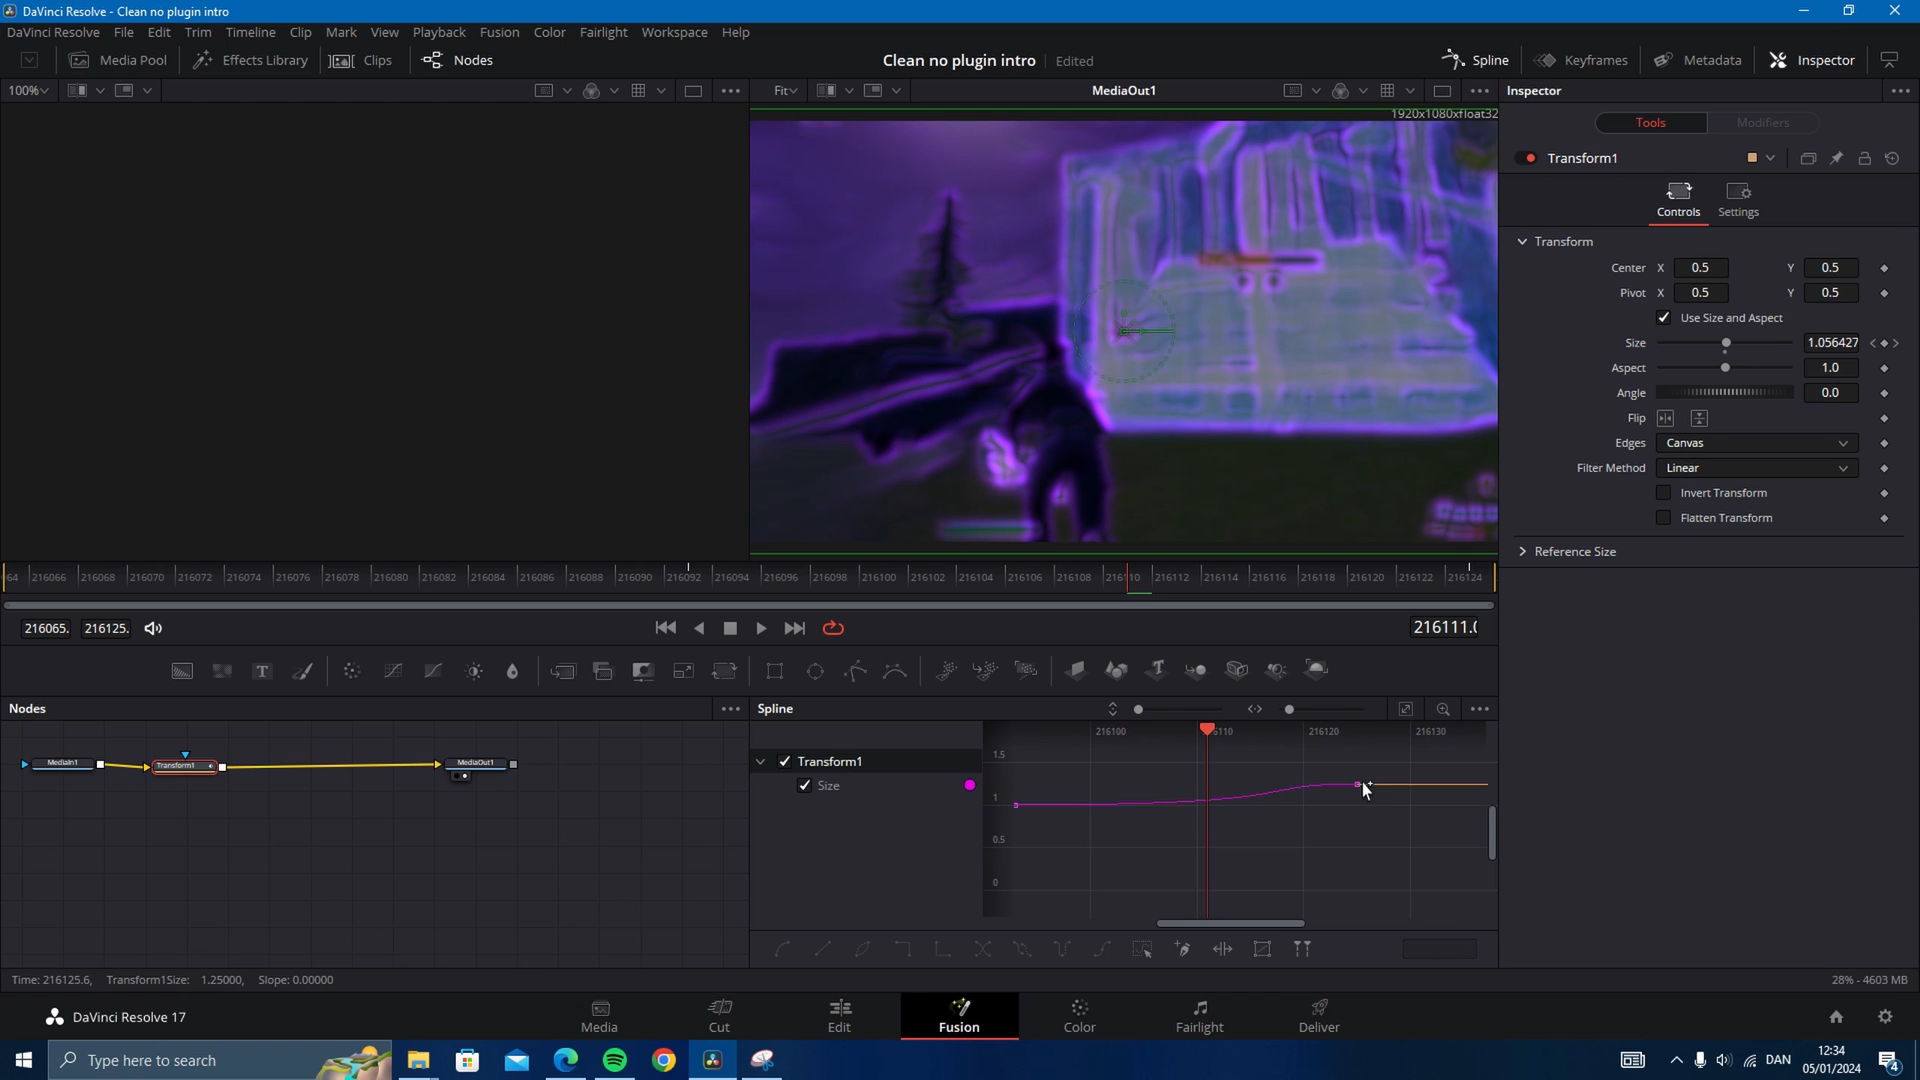 DaVinci Resolve - Clean no plugin intro
DaVinci Resolve File Edit Trim Timeline Clip Mark View Playback Fusion Color Fairlight Workspace Help
Media Pool Effects Library Clips Nodes Clean no plugin intro Edited Spline Keyframes Metadata Inspector
100% Fit MediaOut1 Inspector
1920x1080xfloat32
Tools Modifiers
Transform1
Controls Settings
Transform
Center X 0.5 Y 0.5
Pivot X 0.5 Y 0.5
Use Size and Aspect
Size 1.056427
Aspect 1.0
Angle 0.0
Flip
Edges Canvas
Filter Method Linear
Invert Transform
Flatten Transform
Reference Size
64 216066 216068 216070 216072 216074 216076 216078 216080 216082 216084 216086 216088 216090 216092 216094 216096 216098 216100 216102 216104 216106 216108 216110 216112 216114 216116 216118 216120 216122 216124
216065. 216125. 216111.0
Nodes Spline
216100 6110 216120 216130
MediaIn1 Transform1 MediaOut1
Transform1
Size
1.5
1
0.5
0
Time: 216125.6, Transform1Size: 1.25000, Slope: 0.00000 28% - 4603 MB
DaVinci Resolve 17 Media Cut Edit Fusion Color Fairlight Deliver
Type here to search DAN 12:34
05/01/2024 4